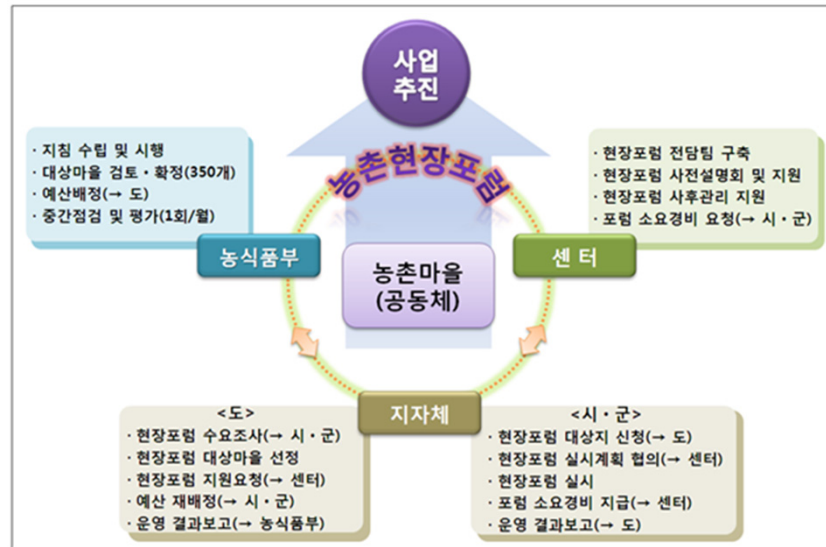 사업
추진
농촌현장포럼
· 지침 수립 및 시행
· 대상마을 검토·확정(350개)
· 예산배정(→ 도)
· 중간점검 및 평가(1회/월)
농식품부
· 현장포럼 전담팀 구축
· 현장포럼 사전설명회 및 지원
· 현장포럼 사후관리 지원
· 포럼 소요경비 요청(→ 시·군)
센 터
농촌마을
(공동체)
지자체
<도>
· 현장포럼 수요조사(→ 시·군)
· 현장포럼 대상마을 선정
· 현장포럼 지원요청(→ 센터)
· 예산 재배정(→ 시·군)
· 운영 결과보고(→ 농식품부)
<시·군>
· 현장포럼 대상지 신청(→ 도)
· 현장포럼 실시계획 협의(→ 센터)
· 현장포럼 실시
· 포럼 소요경비 지급(→ 센터)
· 운영 결과보고(→ 도)